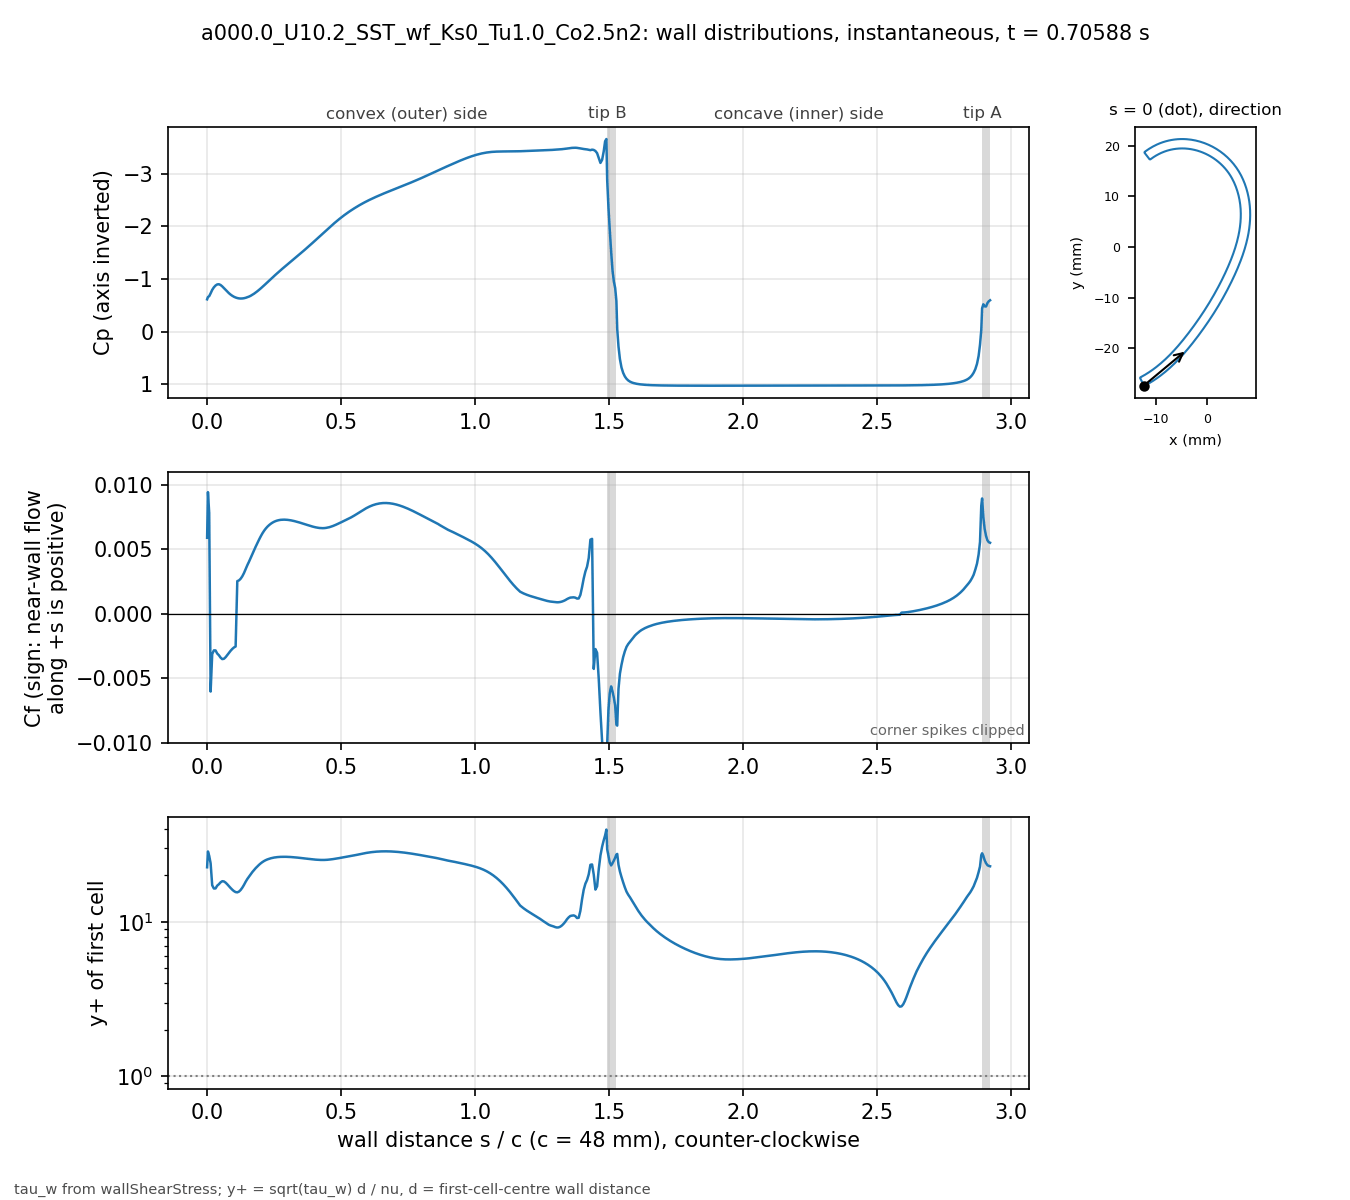 a000.0_U10.2_SST_wf_Ks0_Tu1.0_Co2.5n2: wall distributions, instantaneous, t = 0.70588 s
convex (outer) side
tip B
concave (inner) side
tip A
s = 0 (dot), direction
Cp (axis inverted)
−3
−2
−1
0
1
0.0
0.5
1.0
1.5
2.0
2.5
3.0
y (mm)
20
10
0
−10
−20
−10
0
x (mm)
Cf (sign: near-wall flow
along +s is positive)
0.010
0.005
0.000
−0.005
−0.010
corner spikes clipped
0.0
0.5
1.0
1.5
2.0
2.5
3.0
y+ of first cell
10¹
10⁰
0.0
0.5
1.0
1.5
2.0
2.5
3.0
wall distance s / c (c = 48 mm), counter-clockwise
tau_w from wallShearStress; y+ = sqrt(tau_w) d / nu, d = first-cell-centre wall distance